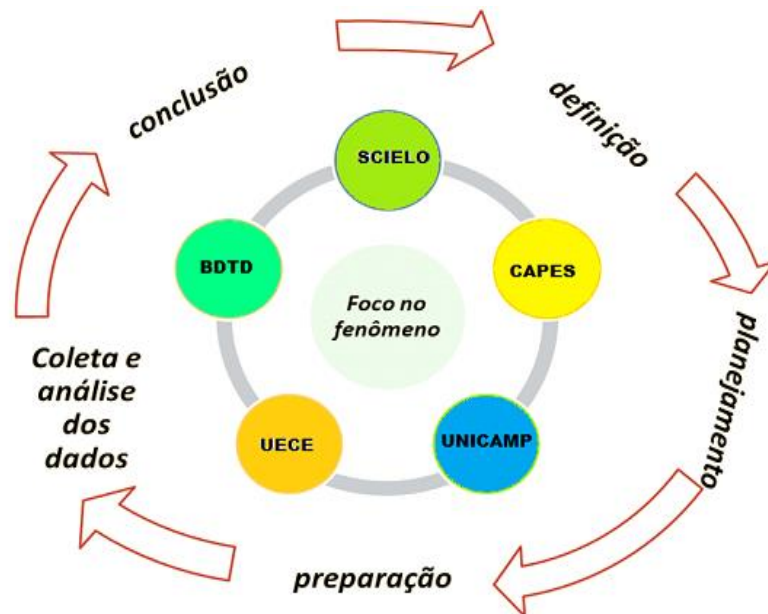 conclusão
definição
SCIELO
BDTD
CAPES
Foco no
fenômeno
planejamento
Coleta e
análise
dos
dados
UECE
UNICAMP
preparação